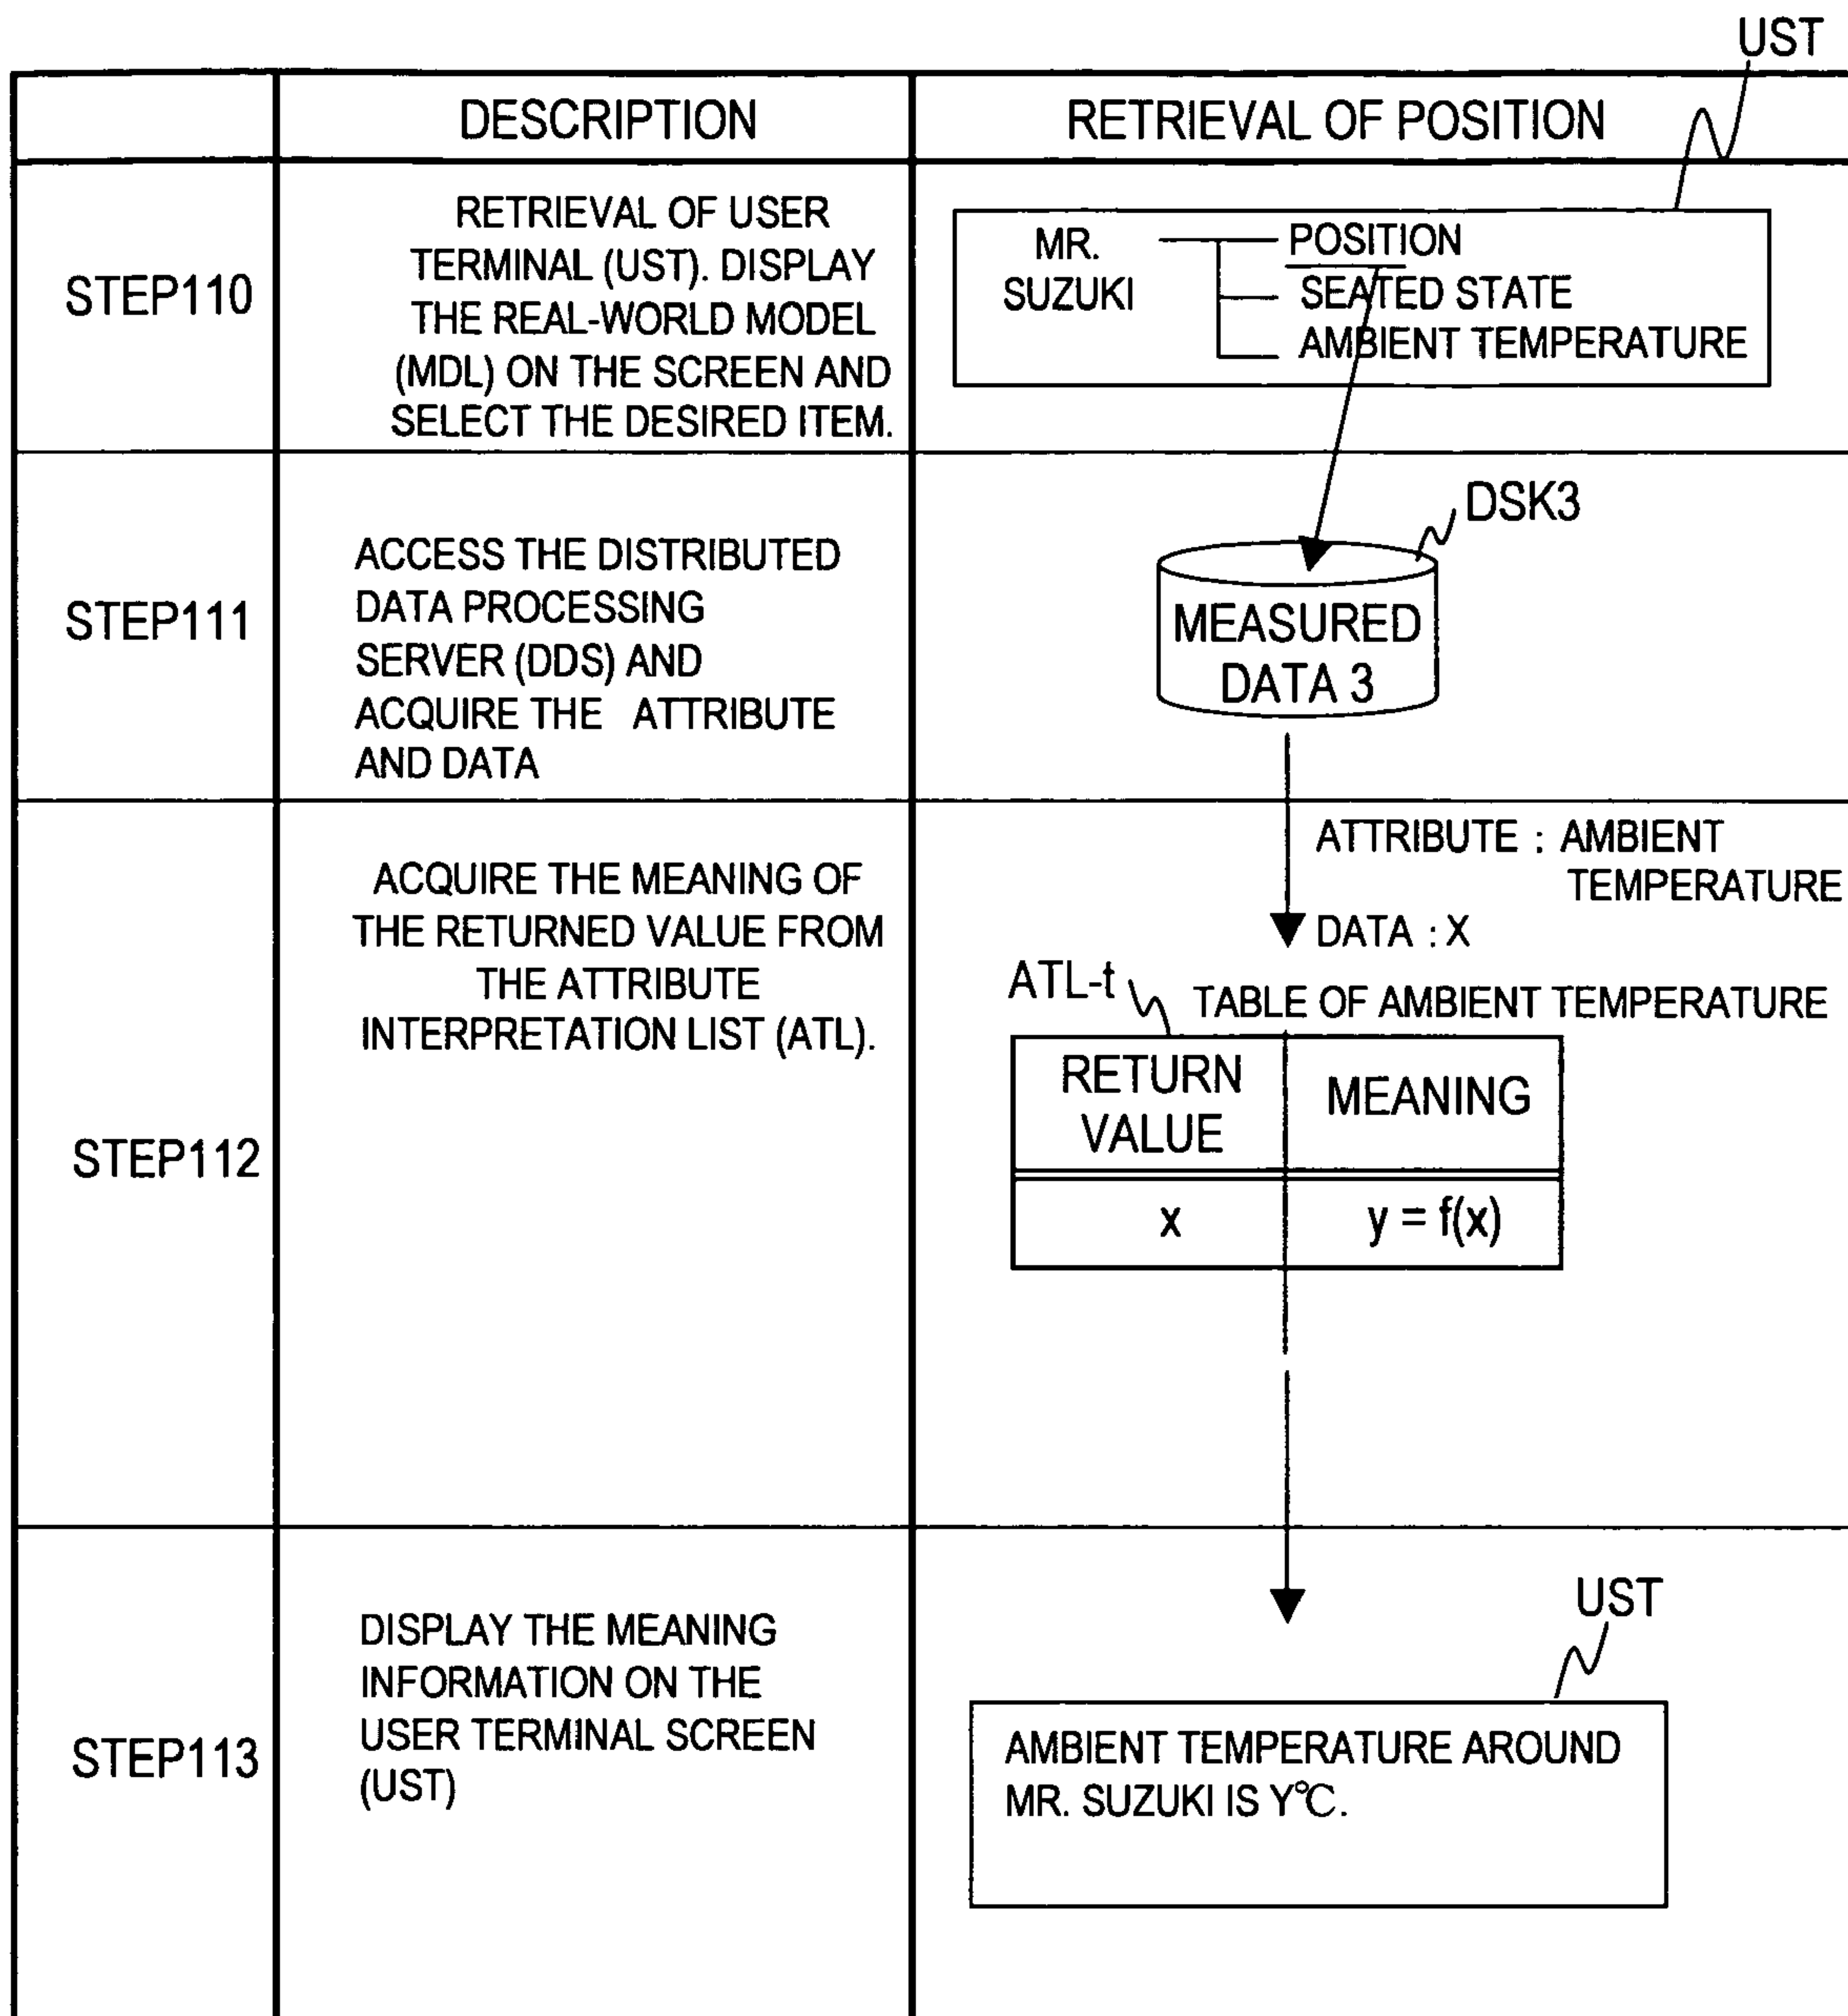 UST
DESCRIPTION
RETRIEVAL OF POSITION
STEP110
RETRIEVAL OF USER
TERMINAL (UST). DISPLAY
THE REAL-WORLD MODEL
(MDL) ON THE SCREEN AND
SELECT THE DESIRED ITEM.
MR.
SUZUKI
POSITION
SEATED STATE
AMBIENT TEMPERATURE
STEP111
ACCESS THE DISTRIBUTED
DATA PROCESSING
SERVER (DDS) AND
ACQUIRE THE ATTRIBUTE
AND DATA
DSK3
MEASURED
DATA 3
STEP112
ACQUIRE THE MEANING OF
THE RETURNED VALUE FROM
THE ATTRIBUTE
INTERPRETATION LIST (ATL).
ATTRIBUTE : AMBIENT
TEMPERATURE
DATA : X
ATL-t
TABLE OF AMBIENT TEMPERATURE
RETURN
VALUE
MEANING
x
y = f(x)
STEP113
DISPLAY THE MEANING
INFORMATION ON THE
USER TERMINAL SCREEN
(UST)
UST
AMBIENT TEMPERATURE AROUND
MR. SUZUKI IS Y℃.